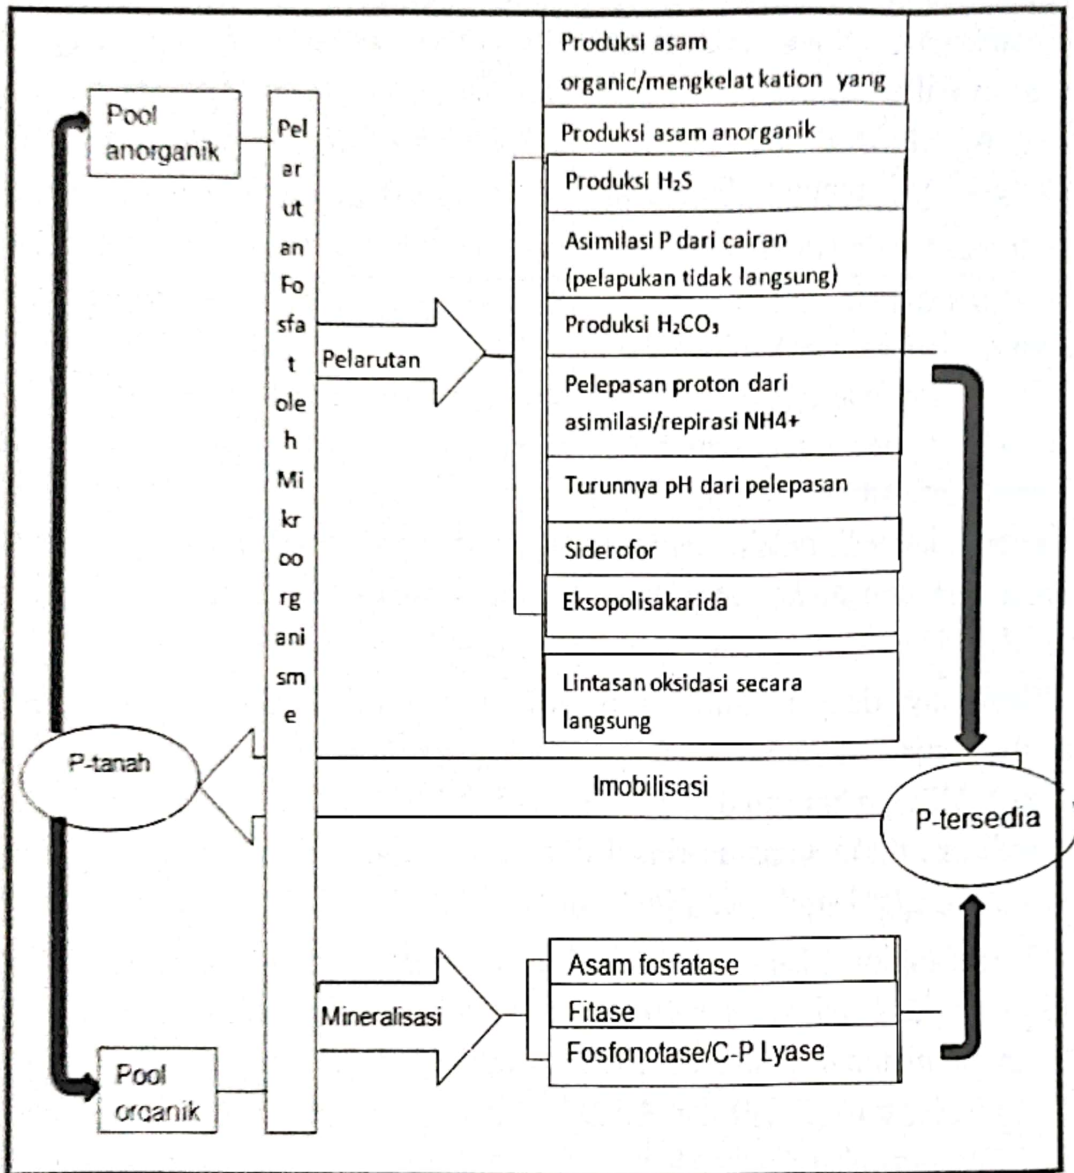 Produksi asam
organic/mengkelat kation yang
Produksi asam anorganik
Produksi H₂S
Asimilasi P dari cairan
(pelapukan tidak langsung)
Produksi H₂CO₃
Pelepasan proton dari
asimilasi/repirasi NH4+
Turunnya pH dari pelepasan
Siderofor
Eksopolisakarida
Lintasan oksidasi secara
langsung
Pool
anorganik
Pel
ar
ut
an
Fo
sfa
t
ole
h
Mi
kr
oo
rg
ani
sm
e
Pelarutan
P-tanah
Imobilisasi
P-tersedia
Mineralisasi
Asam fosfatase
Fitase
Fosfonotase/C-P Lyase
Pool
organik